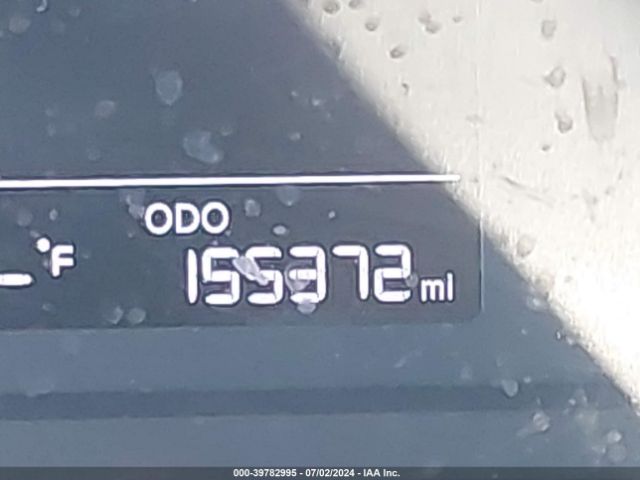 ODO
°F
155372 mi
000-39782995 - 07/02/2024 - IAA Inc.